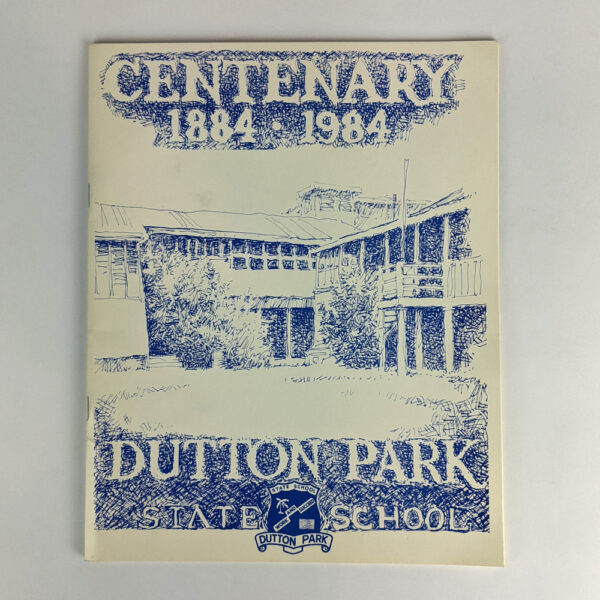 CENTENARY
1884 · 1984
DUTTON PARK
STATE SCHOOL
STATE SCHOOL
DUTTON PARK